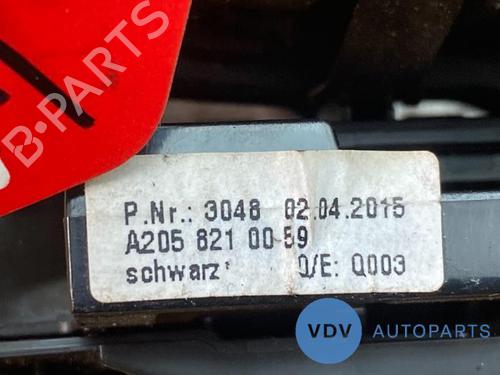 P.Nr.: 3048 02.04.2015
A205 821 00 59
schwarz
Q/E: Q003
B-PARTS
VDV AUTOPARTS